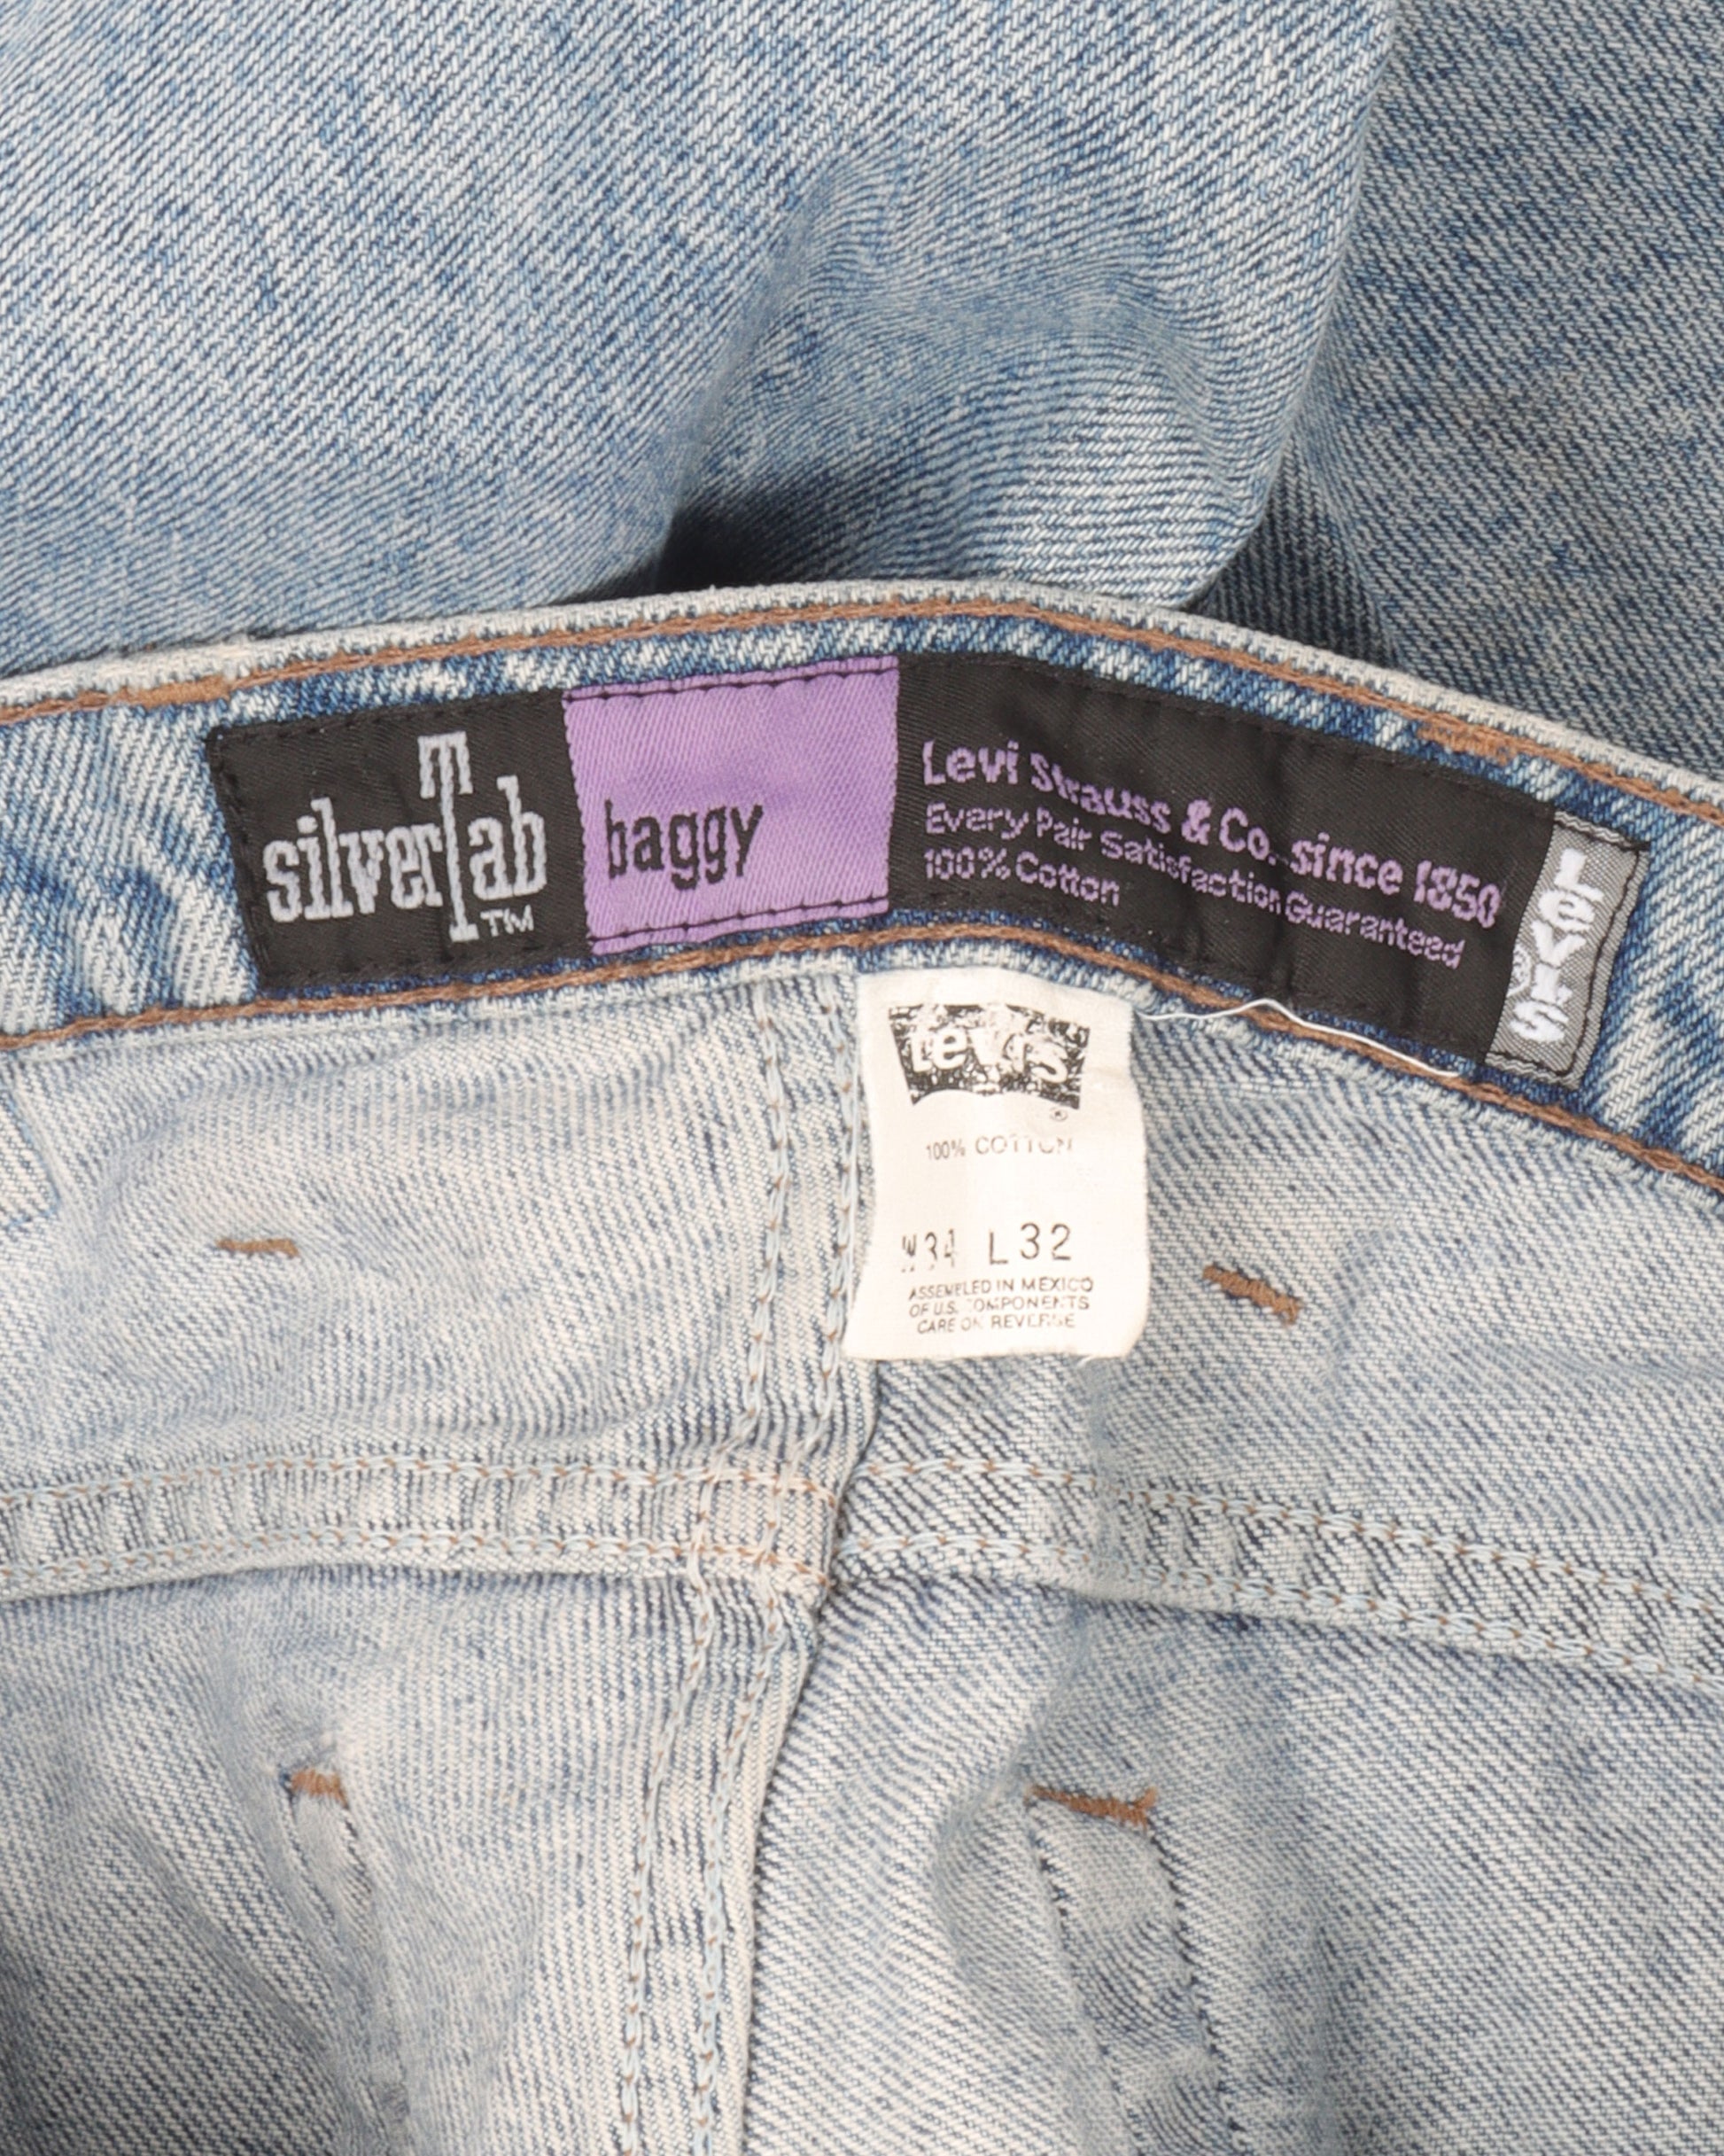 silverTab
TM
baggy
Levi Strauss & Co. since 1850
Every Pair Satisfaction Guaranteed
100% Cotton
LEVI'S
®
Levi's
®
100% COTTON
W34 L32
ASSEMBLED IN MEXICO
OF U.S. COMPONENTS
CARE ON REVERSE